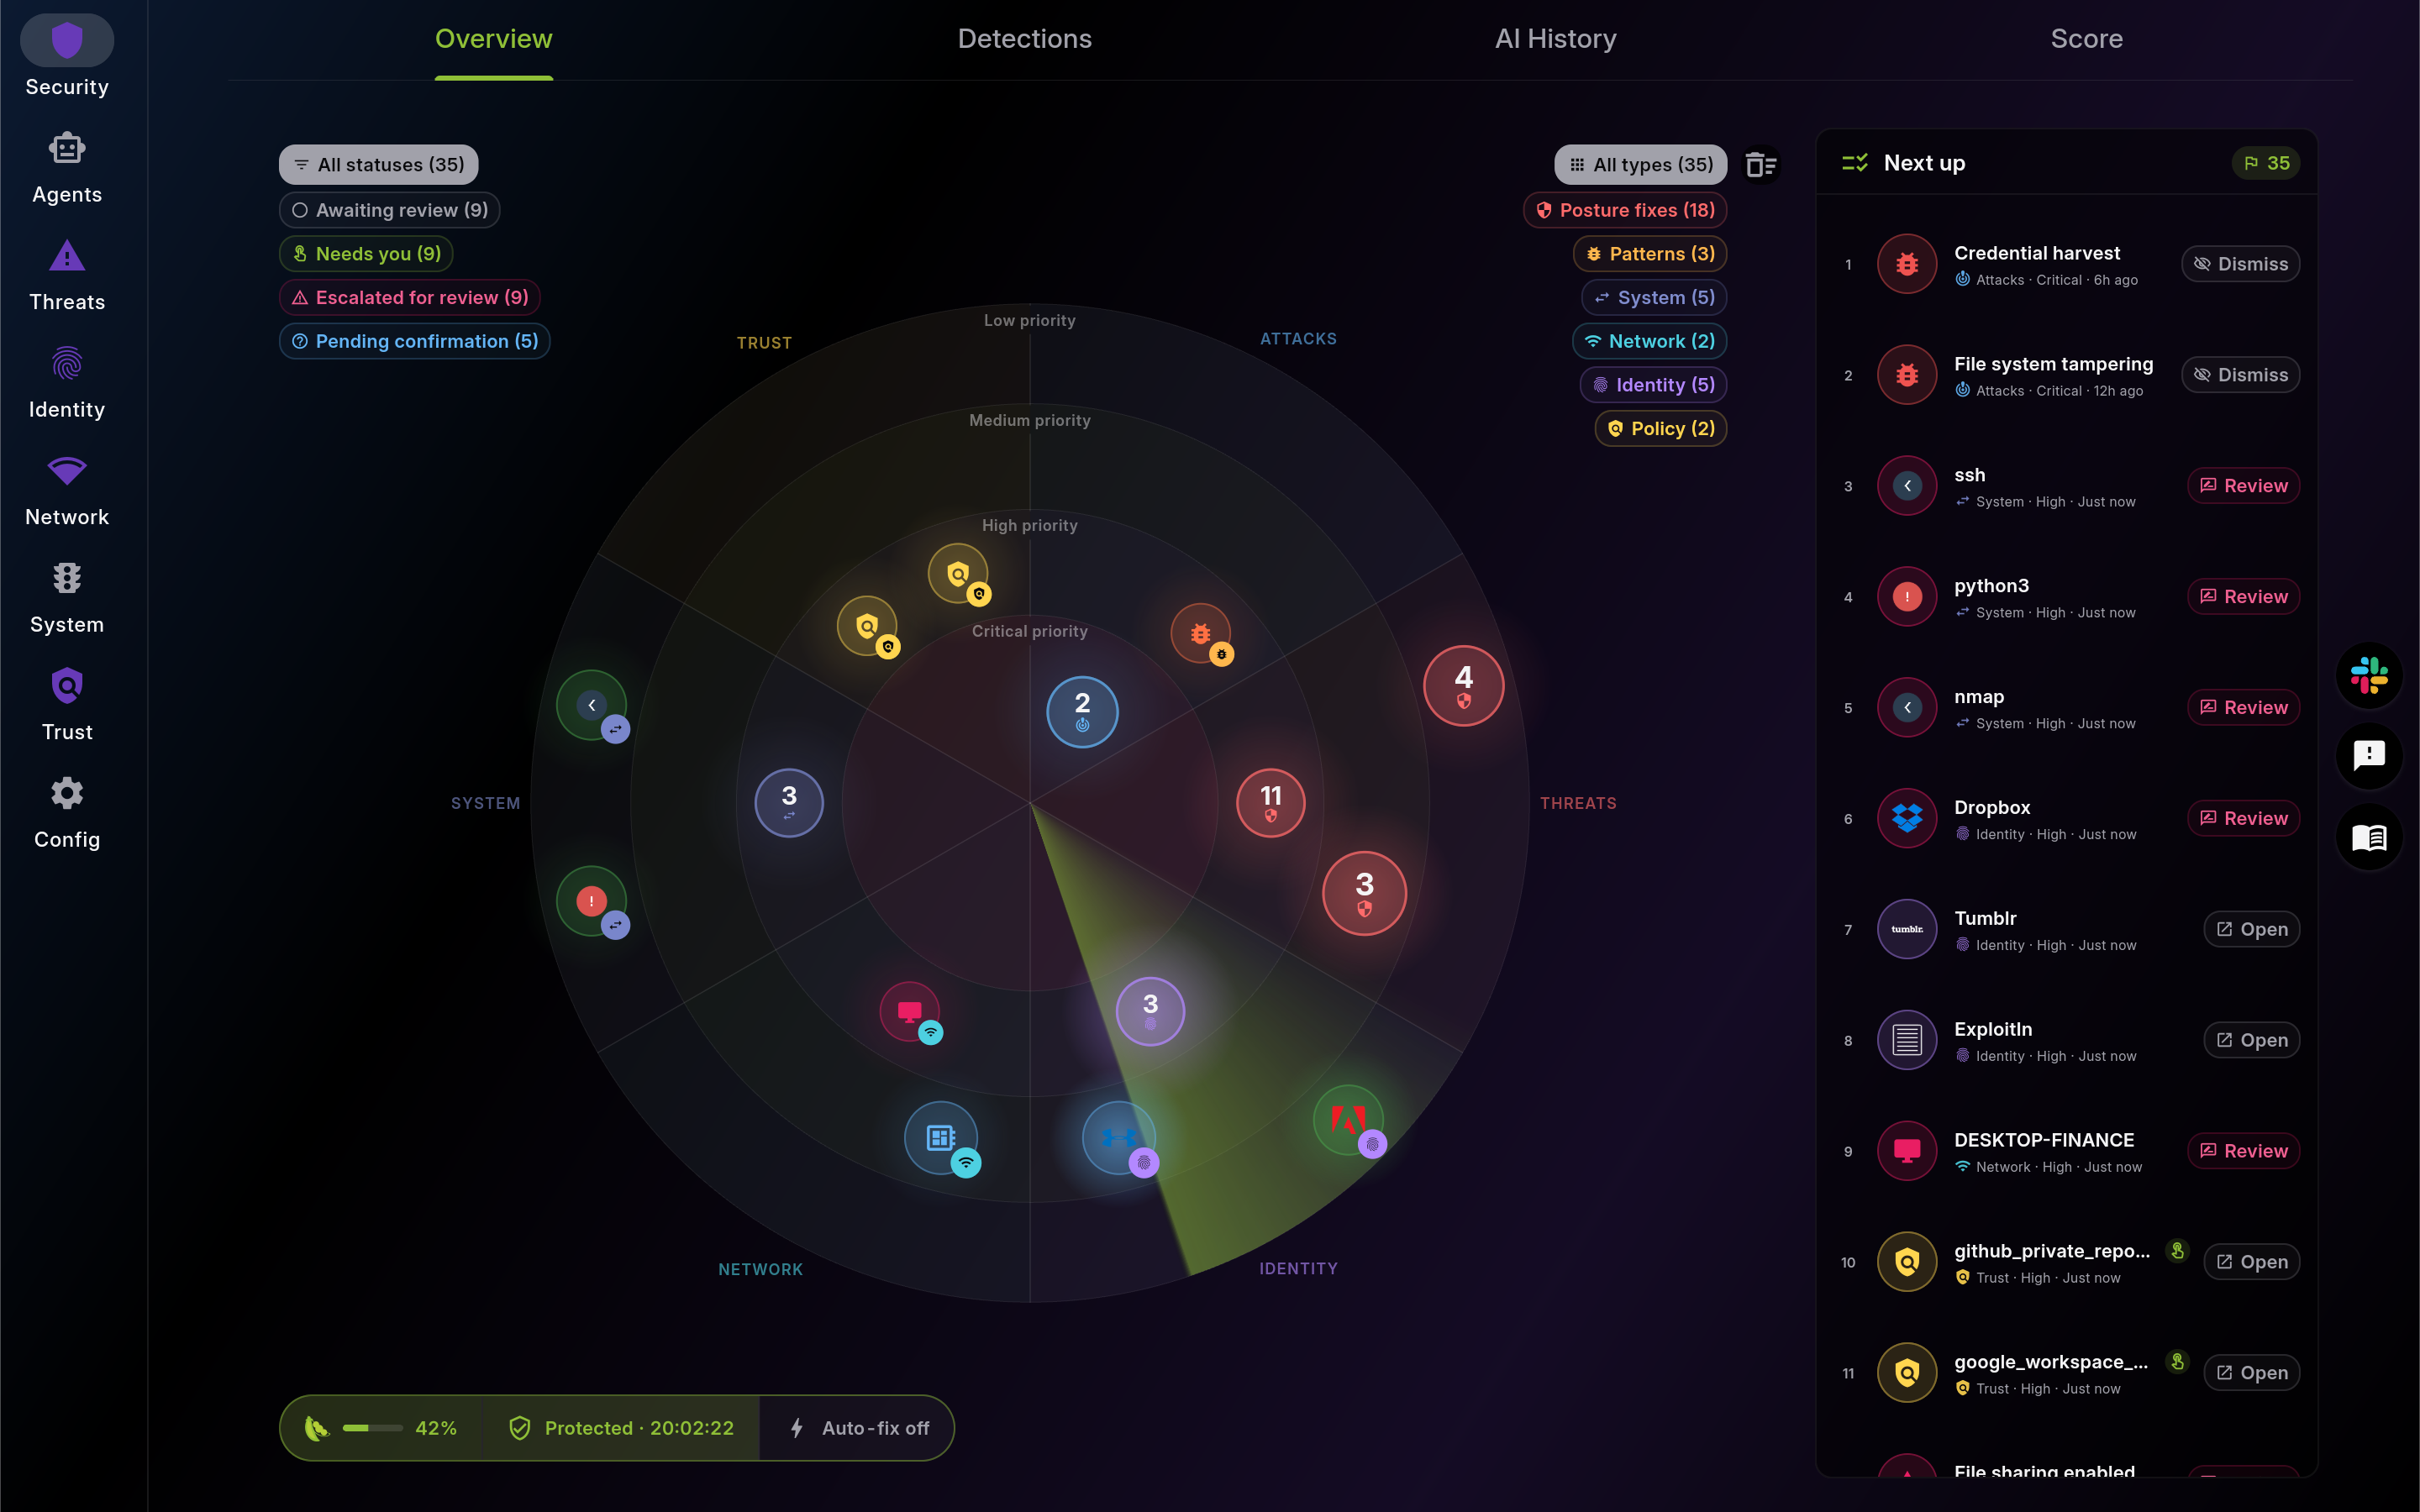 Overview
Detections
AI History
Score
Security
Agents
Threats
Identity
Network
System
Trust
Config
All statuses (35)
Awaiting review (9)
Needs you (9)
Escalated for review (9)
Pending confirmation (5)
All types (35)
Posture fixes (18)
Patterns (3)
System (5)
Network (2)
Identity (5)
Policy (2)
Low priority
Medium priority
High priority
Critical priority
TRUST
ATTACKS
SYSTEM
THREATS
NETWORK
IDENTITY
2
4
3
11
3
3
42%
Protected · 20:02:22
Auto-fix off
Next up
35
1
Credential harvest
Attacks · Critical · 6h ago
Dismiss
2
File system tampering
Attacks · Critical · 12h ago
Dismiss
3
ssh
System · High · Just now
Review
4
python3
System · High · Just now
Review
5
nmap
System · High · Just now
Review
6
Dropbox
Identity · High · Just now
Review
7
tumblr.
Tumblr
Identity · High · Just now
Open
8
ExploitIn
Identity · High · Just now
Open
9
DESKTOP-FINANCE
Network · High · Just now
Review
10
github_private_repo...
Trust · High · Just now
Open
11
google_workspace_...
Trust · High · Just now
Open
File sharing enabled